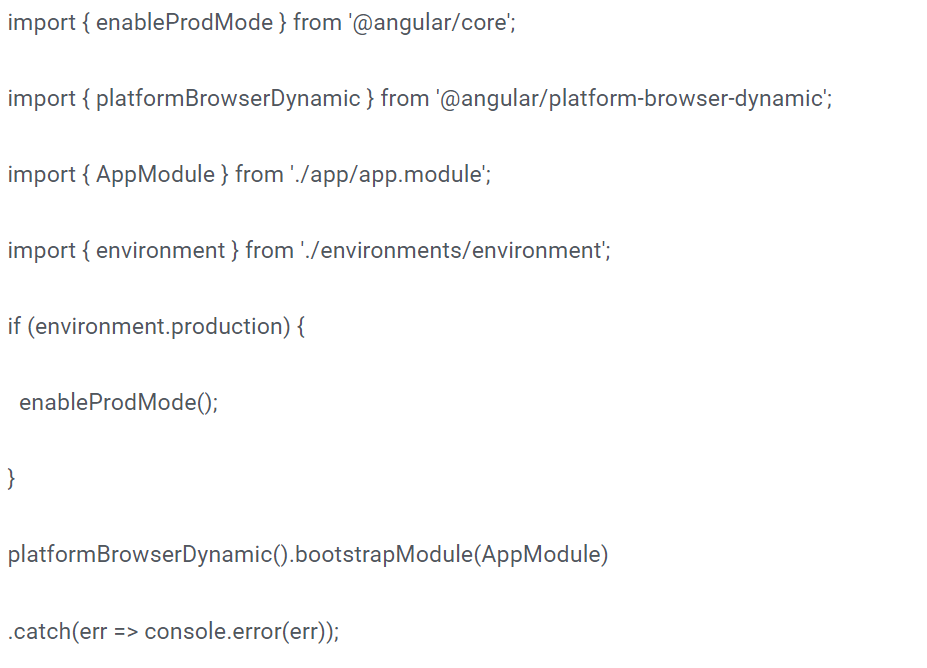 import { enableProdMode } from '@angular/core';
import { platformBrowserDynamic } from '@angular/platform-browser-dynamic';
import { AppModule } from './app/app.module';
import { environment } from './environments/environment';
if (environment.production) {
  enableProdMode();
}
platformBrowserDynamic().bootstrapModule(AppModule)
.catch(err => console.error(err));